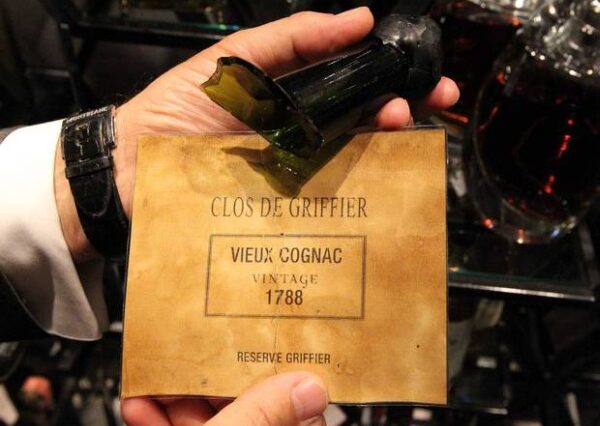 CLOS DE GRIFFIER
VIEUX COGNAC
VINTAGE
1788
RESERVE GRIFFIER